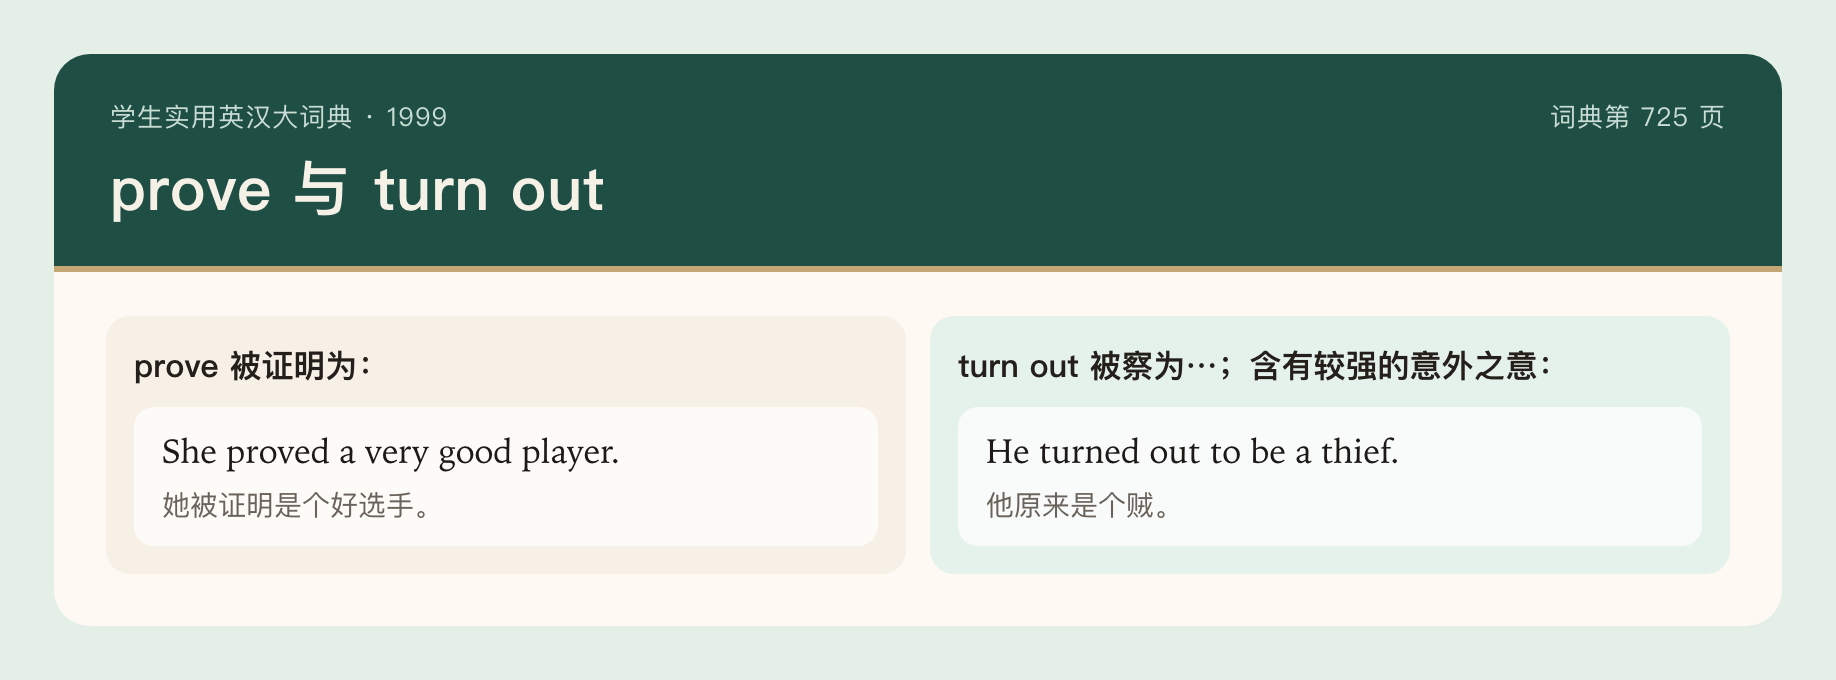 学生实用英汉大词典 · 1999
词典第 725 页
prove 与 turn out
prove 被证明为：
She proved a very good player.
她被证明是个好选手。
turn out 被察为…；含有较强的意外之意：
He turned out to be a thief.
他原来是个贼。